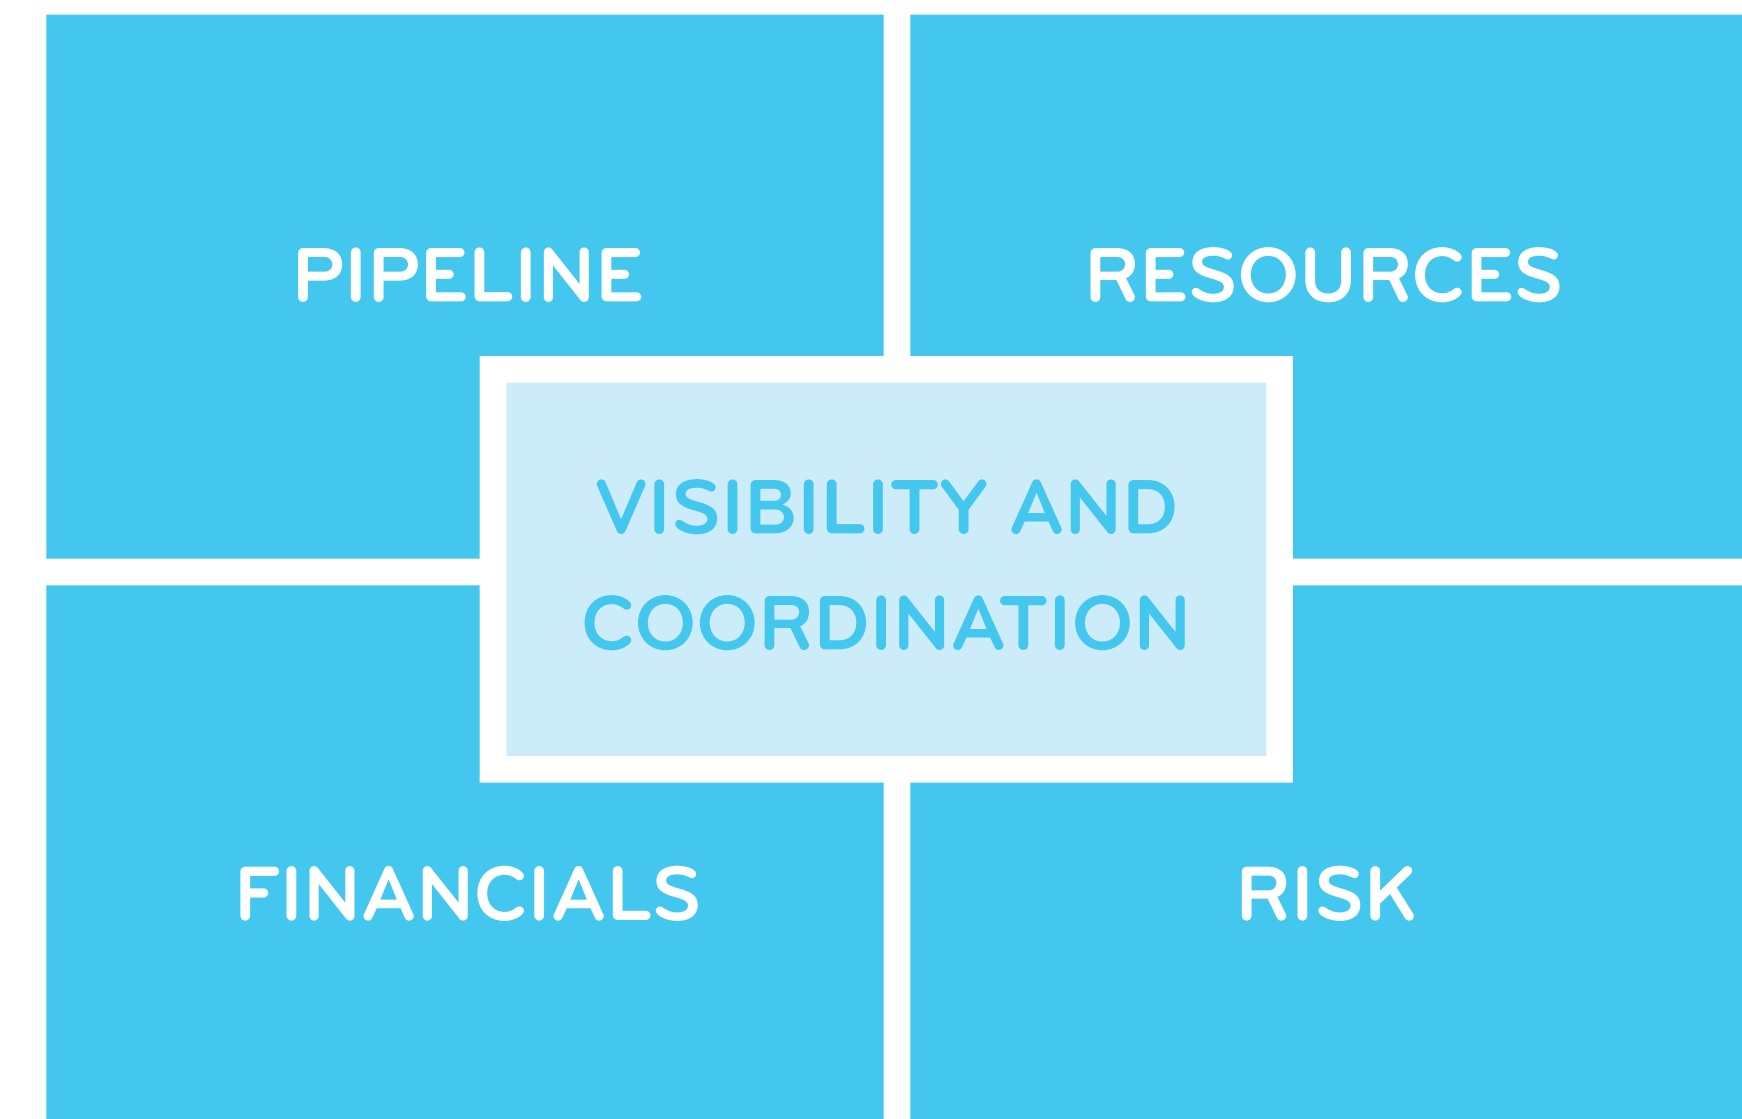 PIPELINE
RESOURCES
VISIBILITY AND
COORDINATION
FINANCIALS
RISK